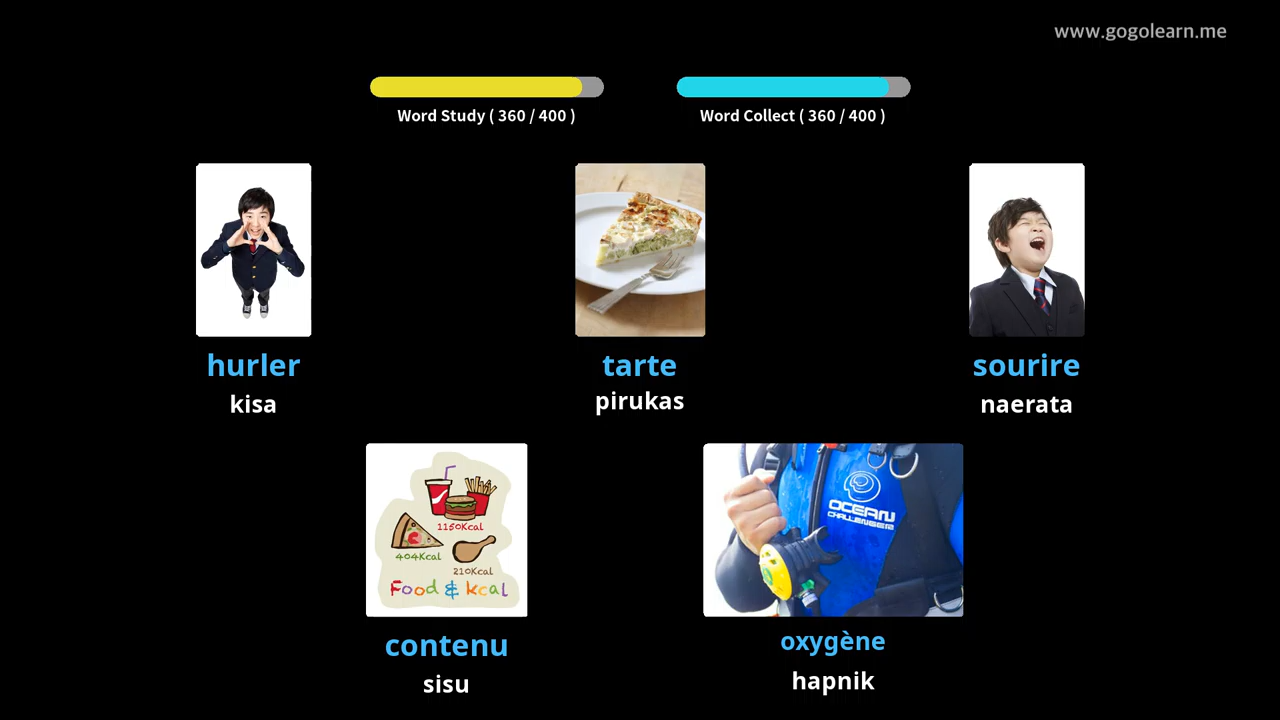 www.gogolearn.me
Word Study ( 360 / 400 )
Word Collect ( 360 / 400 )
hurler
kisa
tarte
pirukas
sourire
naerata
1150Kcal
404Kcal
210Kcal
Food & kcal
OCEAN
CHALLENGER
contenu
sisu
oxygène
hapnik